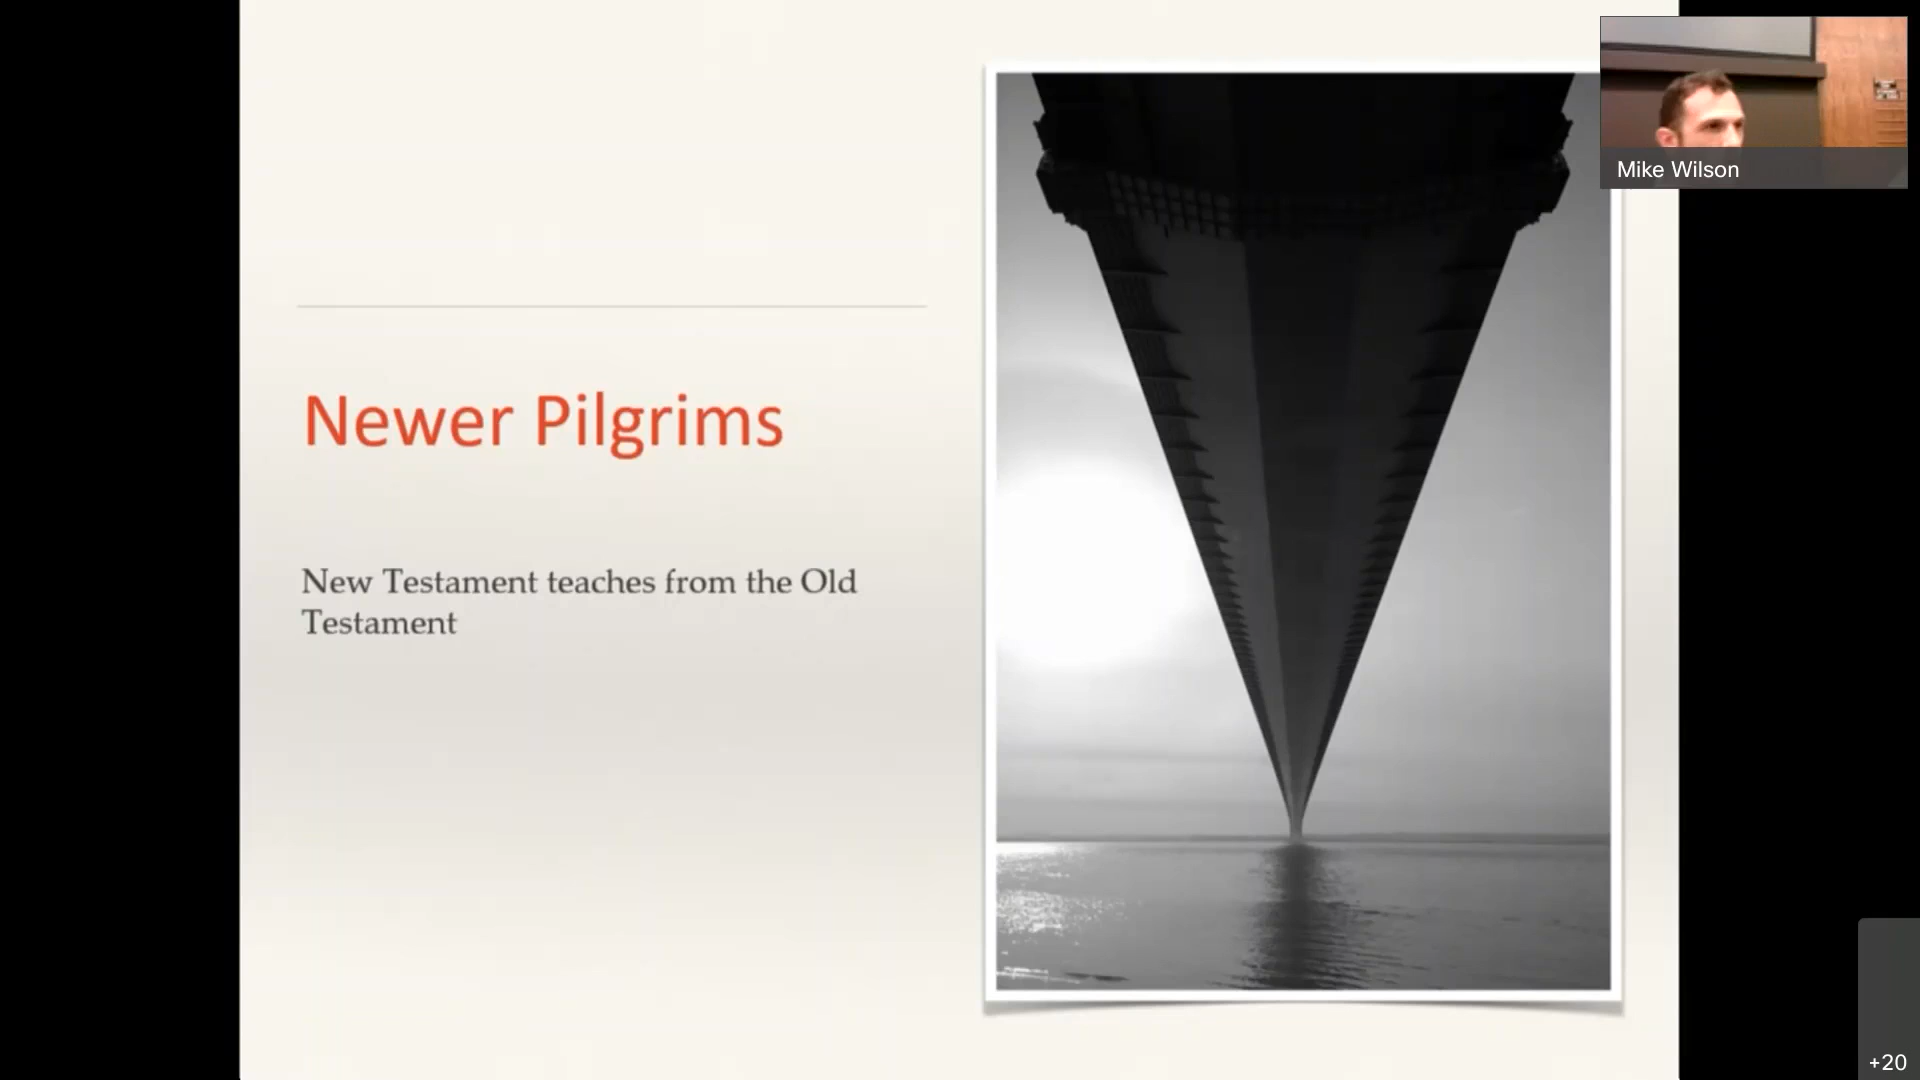 Newer Pilgrims
New Testament teaches from the Old
Testament
Mike Wilson
+20